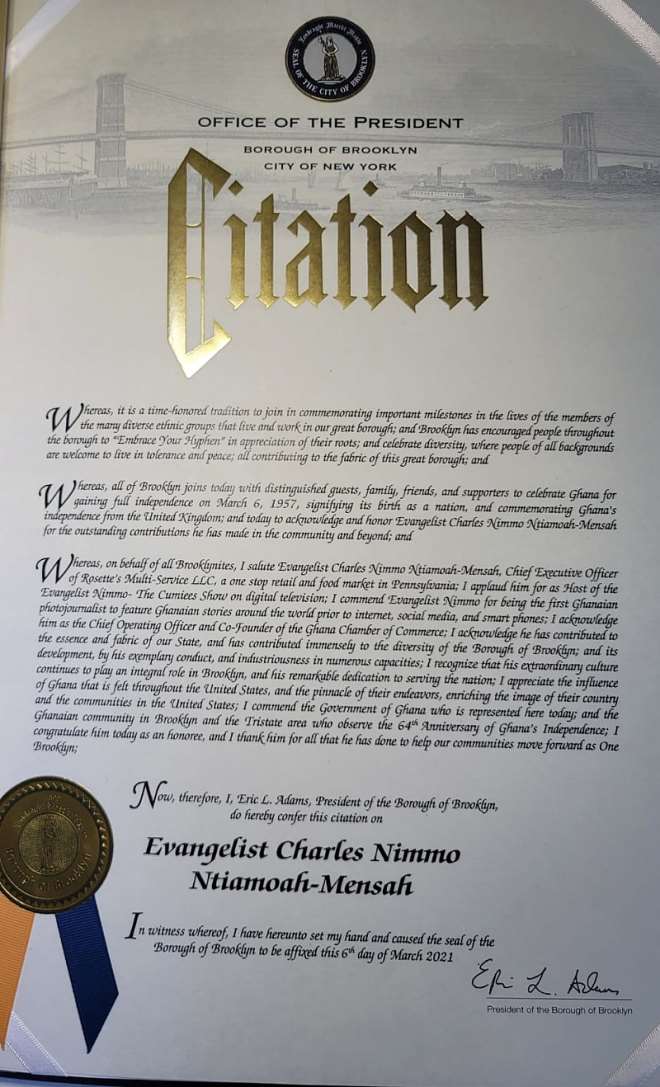 SEAL OF THE CITY OF BROOKLYN
OFFICE OF THE PRESIDENT
BOROUGH OF BROOKLYN
CITY OF NEW YORK
Citation
Whereas, it is a time-honored tradition to join in commemorating important milestones in the lives of the members of
the many diverse ethnic groups that live and work in our great borough; and Brooklyn has encouraged people throughout
the borough to "Embrace Your Hyphen" in appreciation of their roots; and celebrate diversity, where people of all backgrounds
are welcome to live in tolerance and peace; all contributing to the fabric of this great borough; and
Whereas, all of Brooklyn joins today with distinguished guests, family, friends, and supporters to celebrate Ghana for
gaining full independence on March 6, 1957, signifying its birth as a nation, and commemorating Ghana's
independence from the United Kingdom; and today to acknowledge and honor Evangelist Charles Nimmo Ntiamoah-Mensah
for the outstanding contributions he has made in the community and beyond; and
Whereas, on behalf of all Brooklynites, I salute Evangelist Charles Nimmo Ntiamoah-Mensah, Chief Executive Officer
of Rosette's Multi-Service LLC, a one stop retail and food market in Pennsylvania; I applaud him for as Host of the
Evangelist Nimmo- The Cumiees Show on digital television; I commend Evangelist Nimmo for being the first Ghanaian
photojournalist to feature Ghanaian stories around the world prior to internet, social media, and smart phones; I acknowledge
him as the Chief Operating Officer and Co-Founder of the Ghana Chamber of Commerce; I acknowledge he has contributed to
the essence and fabric of our State, and has contributed immensely to the diversity of the Borough of Brooklyn; and its
development, by his exemplary conduct, and industriousness in numerous capacities; I recognize that his extraordinary culture
continues to play an integral role in Brooklyn, and his remarkable dedication to serving the nation; I appreciate the influence
of Ghana that is felt throughout the United States, and the pinnacle of their endeavors, enriching the image of their country
and the communities in the United States; I commend the Government of Ghana who is represented here today; and the
Ghanaian community in Brooklyn and the Tristate area who observe the 64th Anniversary of Ghana's Independence; I
congratulate him today as an honoree, and I thank him for all that he has done to help our communities move forward as One
Brooklyn;
Now, therefore, I, Eric L. Adams, President of the Borough of Brooklyn,
do hereby confer this citation on
Evangelist Charles Nimmo
Ntiamoah-Mensah
In witness whereof, I have hereunto set my hand and caused the seal of the
Borough of Brooklyn to be affixed this 6th day of March 2021
Eric L. Adams
President of the Borough of Brooklyn